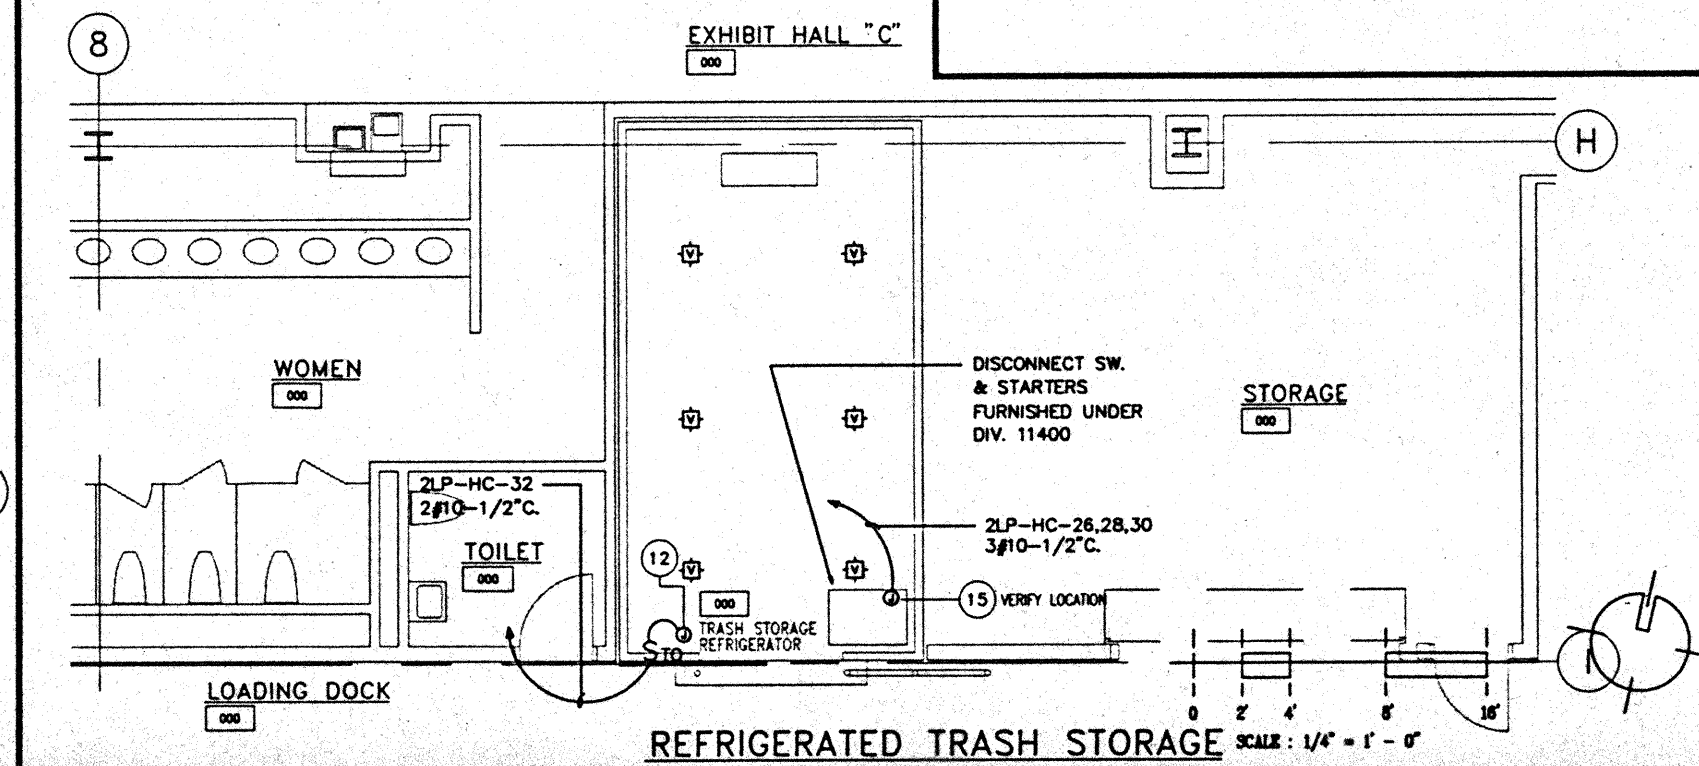 8
EXHIBIT HALL "C"
000
H
WOMEN
000
DISCONNECT SW.
& STARTERS
FURNISHED UNDER
DIV. 11400
STORAGE
000
2LP-HC-32
2#10-1/2"C.
2LP-HC-26,28,30
3#10-1/2"C.
TOILET
000
12
V
V
V
V
V
V
J
15 VERIFY LOCATION
000
TRASH STORAGE
REFRIGERATOR
J
STO
I
LOADING DOCK
000
0 2' 4' 8' 16'
REFRIGERATED TRASH STORAGE SCALE : 1/4" = 1' - 0"